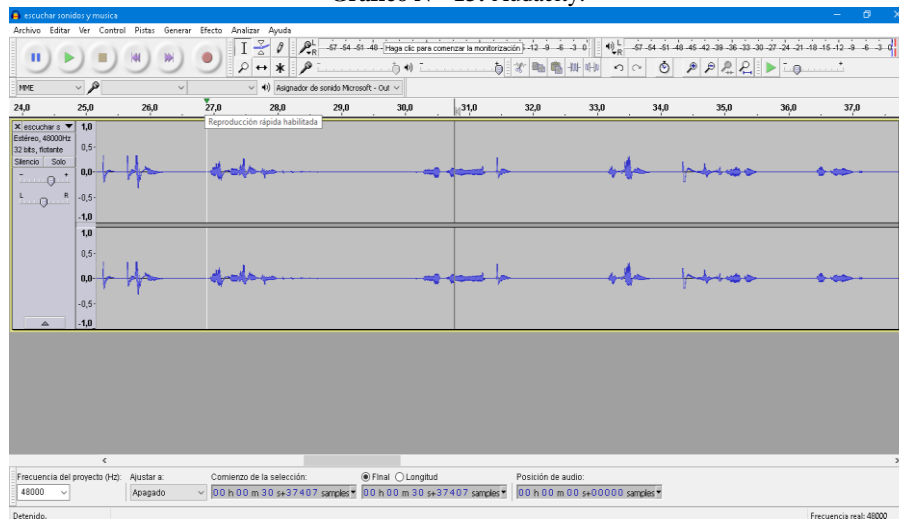 Gráfico N° 15. Audacity.
escuchar sonidos y musica
Archivo Editar Ver Control Pistas Generar Efecto Analizar Ayuda
-57 -54 -51 -48 - Haga clic para comenzar la monitorización -12 -9 -6 -3 0
L R -57 -54 -51 -48 -45 -42 -39 -36 -33 -30 -27 -24 -21 -18 -15 -12 -9 -6 -3 0
MME Asignador de sonido Microsoft - Out
24,0 25,0 26,0 27,0 28,0 29,0 30,0 31,0 32,0 33,0 34,0 35,0 36,0 37,0
Reproducción rápida habilitada
X escuchar s
Estéreo, 48000Hz
32 bits, flotante
Silencio Solo
- +
L R
1,0
0,5-
0,0-
-0,5-
-1,0
1,0
0,5-
0,0-
-0,5-
-1,0
Frecuencia del proyecto (Hz): Ajustar a: Comienzo de la selección: Final Longitud Posición de audio:
48000 Apagado 00 h 00 m 30 s+37407 samples 00 h 00 m 30 s+37407 samples 00 h 00 m 00 s+00000 samples
Detenido. Frecuencia real: 48000